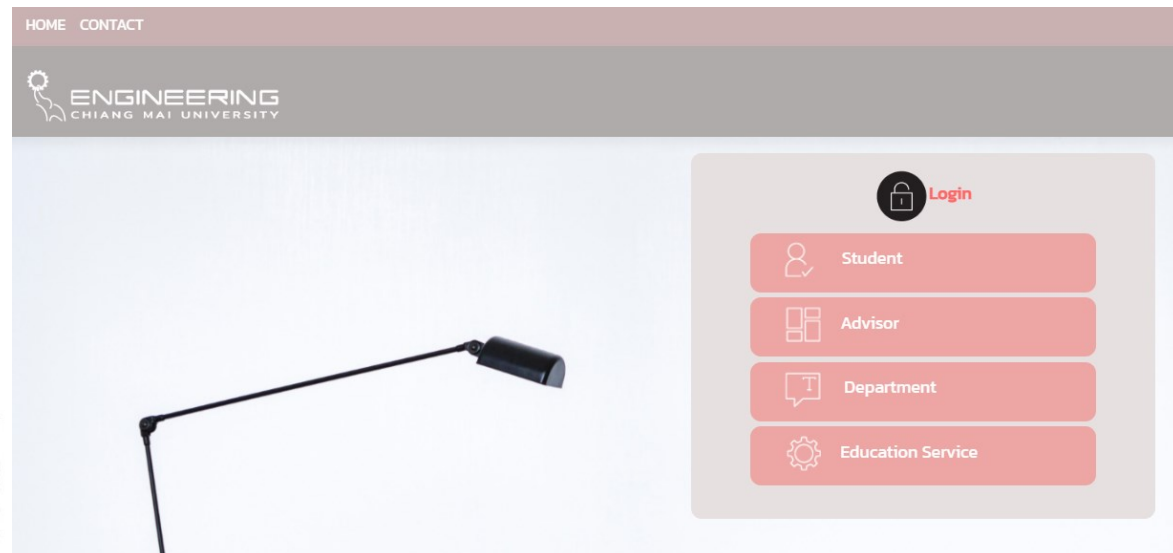 HOME CONTACT
ENGINEERING
CHIANG MAI UNIVERSITY
Login
Student
Advisor
T
Department
Education Service